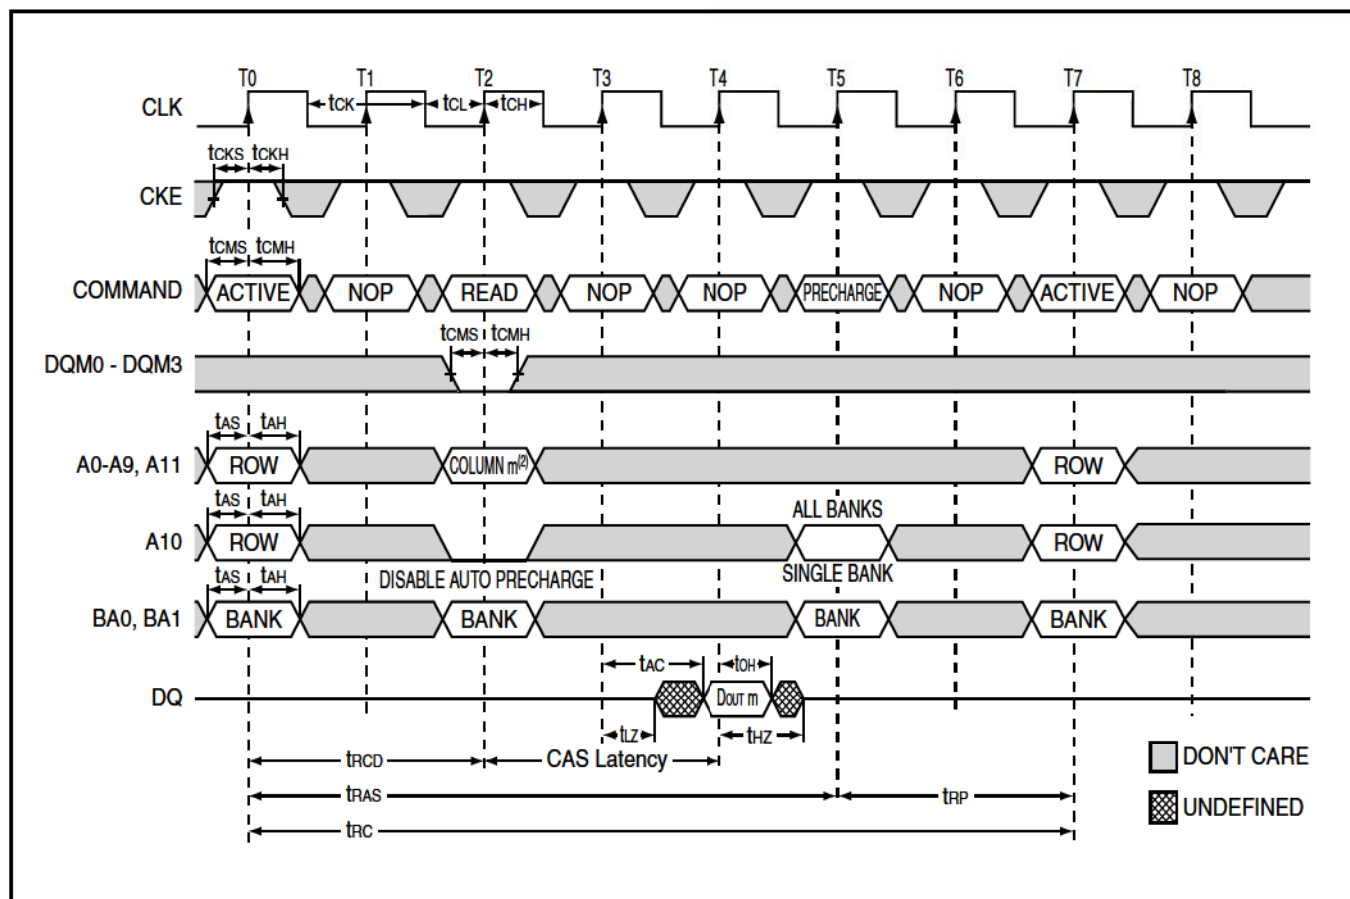 T0 T1 T2 T3 T4 T5 T6 T7 T8
CLK tCK tCL tCH
tCKS tCKH
CKE
tCMS tCMH
COMMAND ACTIVE NOP READ NOP NOP PRECHARGE NOP ACTIVE NOP
tCMS tCMH
DQM0 - DQM3
tAS tAH
A0-A9, A11 ROW COLUMN m(2) ROW
tAS tAH ALL BANKS
A10 ROW ROW
tAS tAH DISABLE AUTO PRECHARGE SINGLE BANK
BA0, BA1 BANK BANK BANK BANK
tAC tOH
DQ DOUT m
tLZ tHZ
tRCD CAS Latency DON'T CARE
tRAS tRP UNDEFINED
tRC